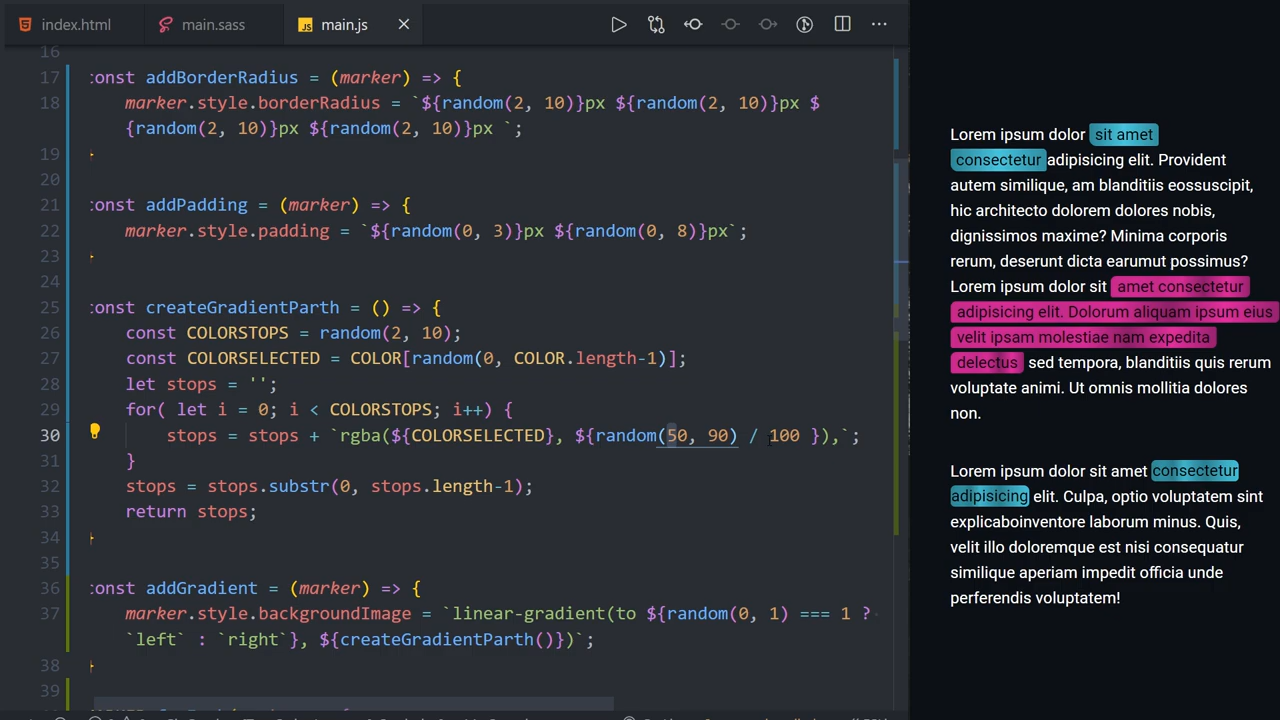 index.html
main.sass
JS main.js
16
17 const addBorderRadius = (marker) => {
18 marker.style.borderRadius = `${random(2, 10)}px ${random(2, 10)}px $
{random(2, 10)}px ${random(2, 10)}px `;
19 }
20
21 const addPadding = (marker) => {
22 marker.style.padding = `${random(0, 3)}px ${random(0, 8)}px`;
23 }
24
25 const createGradientParth = () => {
26 const COLORSTOPS = random(2, 10);
27 const COLORSELECTED = COLOR[random(0, COLOR.length-1)];
28 let stops = '';
29 for( let i = 0; i < COLORSTOPS; i++) {
30 stops = stops + `rgba(${COLORSELECTED}, ${random(50, 90) / 100 }),`;
31 }
32 stops = stops.substr(0, stops.length-1);
33 return stops;
34 }
35
36 const addGradient = (marker) => {
37 marker.style.backgroundImage = `linear-gradient(to ${random(0, 1) === 1 ?
`left` : `right`}, ${createGradientParth()})`;
38 }
39
Lorem ipsum dolor sit amet
consectetur adipisicing elit. Provident
autem similique, am blanditiis eossuscipit,
hic architecto dolorem dolores nobis,
dignissimos maxime? Minima corporis
rerum, deserunt dicta earumut possimus?
Lorem ipsum dolor sit amet consectetur
adipisicing elit. Dolorum aliquam ipsum eius
velit ipsam molestiae nam expedita
delectus sed tempora, blanditiis quis rerum
voluptate animi. Ut omnis mollitia dolores
non.
Lorem ipsum dolor sit amet consectetur
adipisicing elit. Culpa, optio voluptatem sint
explicaboinventore laborum minus. Quis,
velit illo doloremque est nisi consequatur
similique aperiam impedit officia unde
perferendis voluptatem!